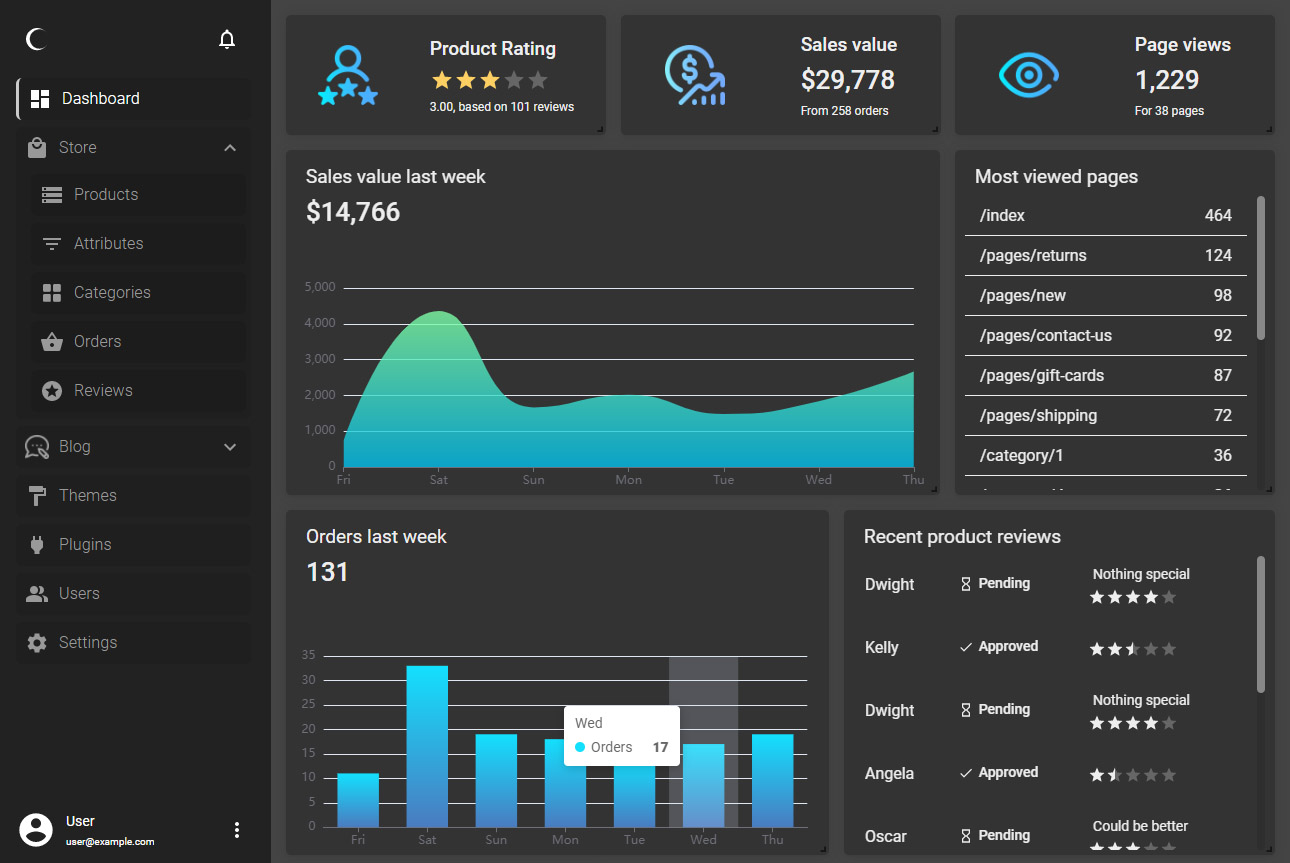 Dashboard
Store
Products
Attributes
Categories
Orders
Reviews
Blog
Themes
Plugins
Users
Settings
User
user@example.com
Product Rating
3.00, based on 101 reviews
Sales value
$29,778
From 258 orders
Page views
1,229
For 38 pages
Sales value last week
$14,766
5,000
4,000
3,000
2,000
1,000
0
Fri Sat Sun Mon Tue Wed Thu
Most viewed pages
/index 464
/pages/returns 124
/pages/new 98
/pages/contact-us 92
/pages/gift-cards 87
/pages/shipping 72
/category/1 36
Orders last week
131
35
30
25
20
15
10
5
0
Wed
Orders 17
Fri Sat Sun Mon Tue Wed Thu
Recent product reviews
Dwight Pending Nothing special
Kelly Approved
Dwight Pending Nothing special
Angela Approved
Oscar Pending Could be better